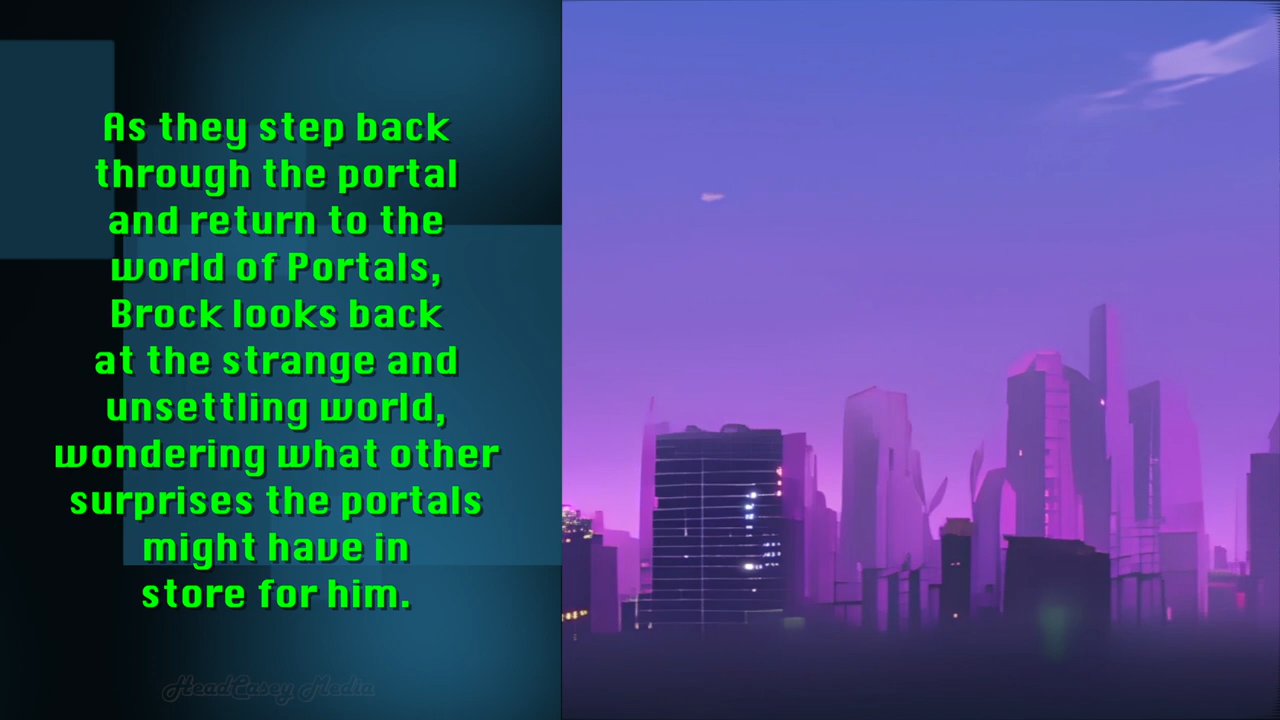 As they step back
through the portal
and return to the
world of Portals,
Brock looks back
at the strange and
unsettling world,
wondering what other
surprises the portals
might have in
store for him.
HeadCasey Media